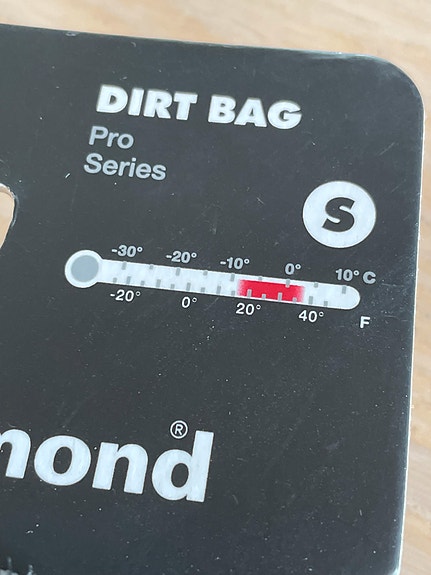 DIRT BAG
Pro
Series
S
-30° -20° -10° 0° 10° C
-20° 0° 20° 40° F
mond®